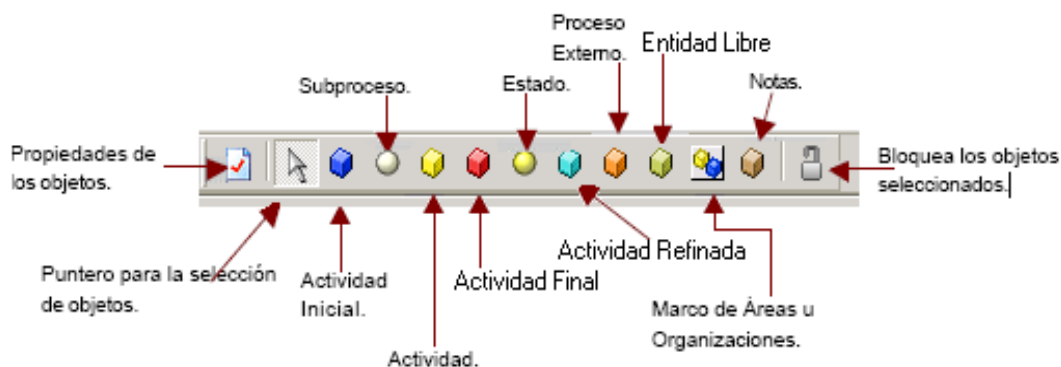 Proceso
Externo.
Entidad Libre
Subproceso.
Estado.
Notas.
Propiedades de
los objetos.
Bloquea los objetos
seleccionados.
Puntero para la selección
de objetos.
Actividad
Inicial.
Actividad Final
Actividad Refinada
Marco de Áreas u
Organizaciones.
Actividad.